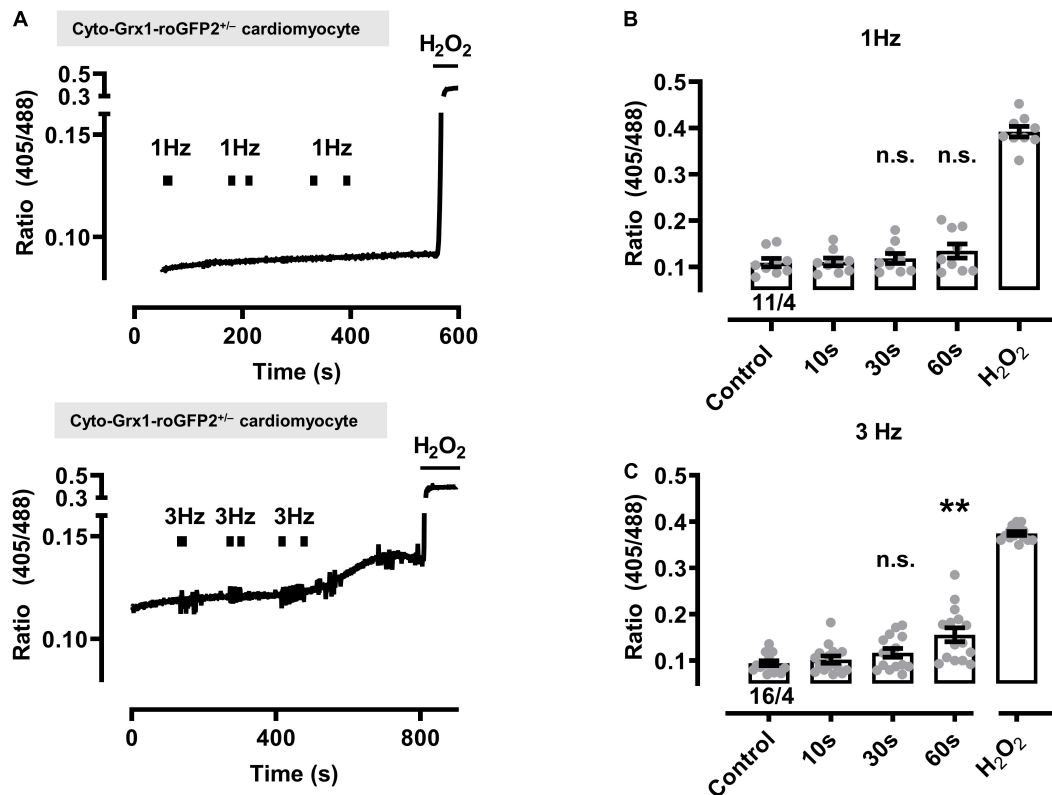 A
Cyto-Grx1-roGFP2+/– cardiomyocyte
H2O2
0.5
0.3
0.15
0.10
1Hz 1Hz 1Hz
Ratio (405/488)
0 200 400 600
Time (s)
Cyto-Grx1-roGFP2+/– cardiomyocyte
H2O2
0.5
0.3
0.15
0.10
3Hz 3Hz 3Hz
Ratio (405/488)
0 400 800
Time (s)
B
1Hz
0.5
0.4
0.3
0.2
0.1
Ratio (405/488)
n.s. n.s.
11/4
Control 10s 30s 60s H2O2
3 Hz
C
0.5
0.4
0.3
0.2
0.1
Ratio (405/488)
**
n.s.
16/4
Control 10s 30s 60s H2O2